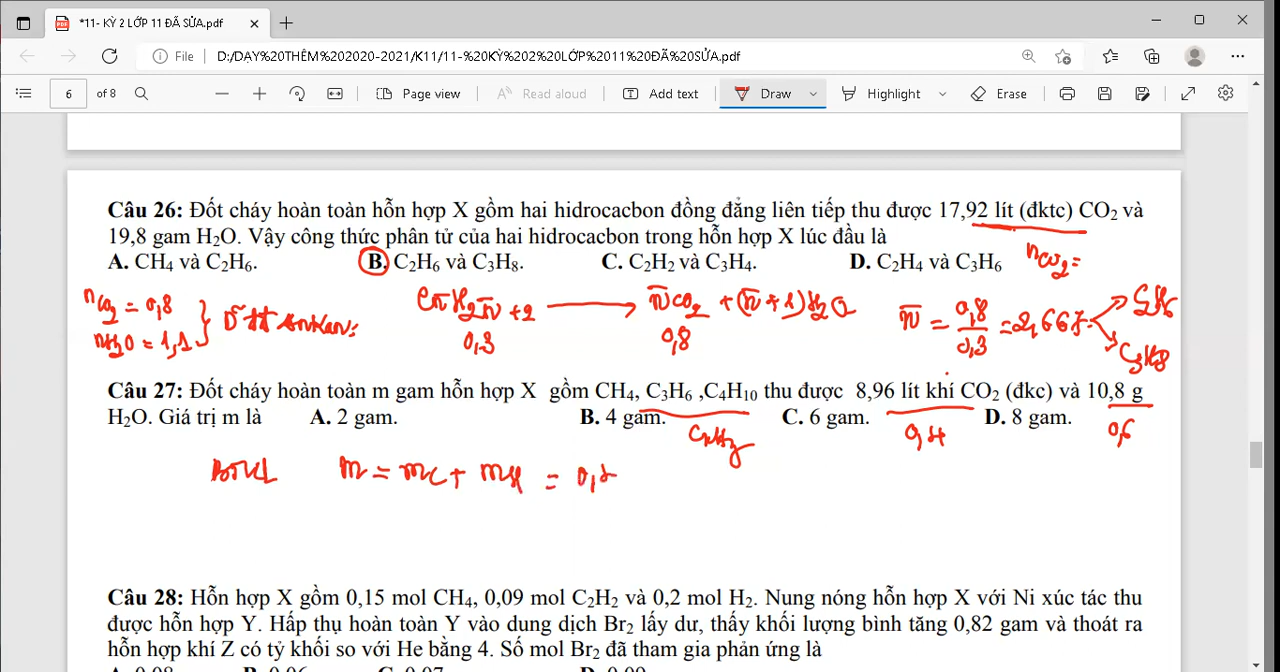 *11- KỲ 2 LỚP 11 ĐÃ SỬA.pdf
File D:/DẠY%20THÊM%202020-2021/K11/11-%20KỲ%202%20LỚP%2011%20ĐÃ%20SỬA.pdf
6 of 8 Page view Read aloud Add text Draw Highlight Erase
Câu 26: Đốt cháy hoàn toàn hỗn hợp X gồm hai hidrocacbon đồng đẳng liên tiếp thu được 17,92 lít (đktc) CO2 và
19,8 gam H2O. Vậy công thức phân tử của hai hidrocacbon trong hỗn hợp X lúc đầu là
A. CH4 và C2H6. B. C2H6 và C3H8. C. C2H2 và C3H4. D. C2H4 và C3H6
nCO2 =
nCO2 = 0,8
nH2O = 1,1
Cn̄H2n̄+2 n̄CO2 + (n̄+1)H2O
0,3 0,8
n̄ = 0,8/0,3 = 2,667
C2H6
C3H8
Câu 27: Đốt cháy hoàn toàn m gam hỗn hợp X gồm CH4, C3H6 ,C4H10 thu được 8,96 lít khí CO2 (đkc) và 10,8 g
H2O. Giá trị m là A. 2 gam. B. 4 gam. C. 6 gam. D. 8 gam.
CxHy 0,4 0,6
BTKL m = mC + mH = 0,
Câu 28: Hỗn hợp X gồm 0,15 mol CH4, 0,09 mol C2H2 và 0,2 mol H2. Nung nóng hỗn hợp X với Ni xúc tác thu
được hỗn hợp Y. Hấp thụ hoàn toàn Y vào dung dịch Br2 lấy dư, thấy khối lượng bình tăng 0,82 gam và thoát ra
hỗn hợp khí Z có tỷ khối so với He bằng 4. Số mol Br2 đã tham gia phản ứng là